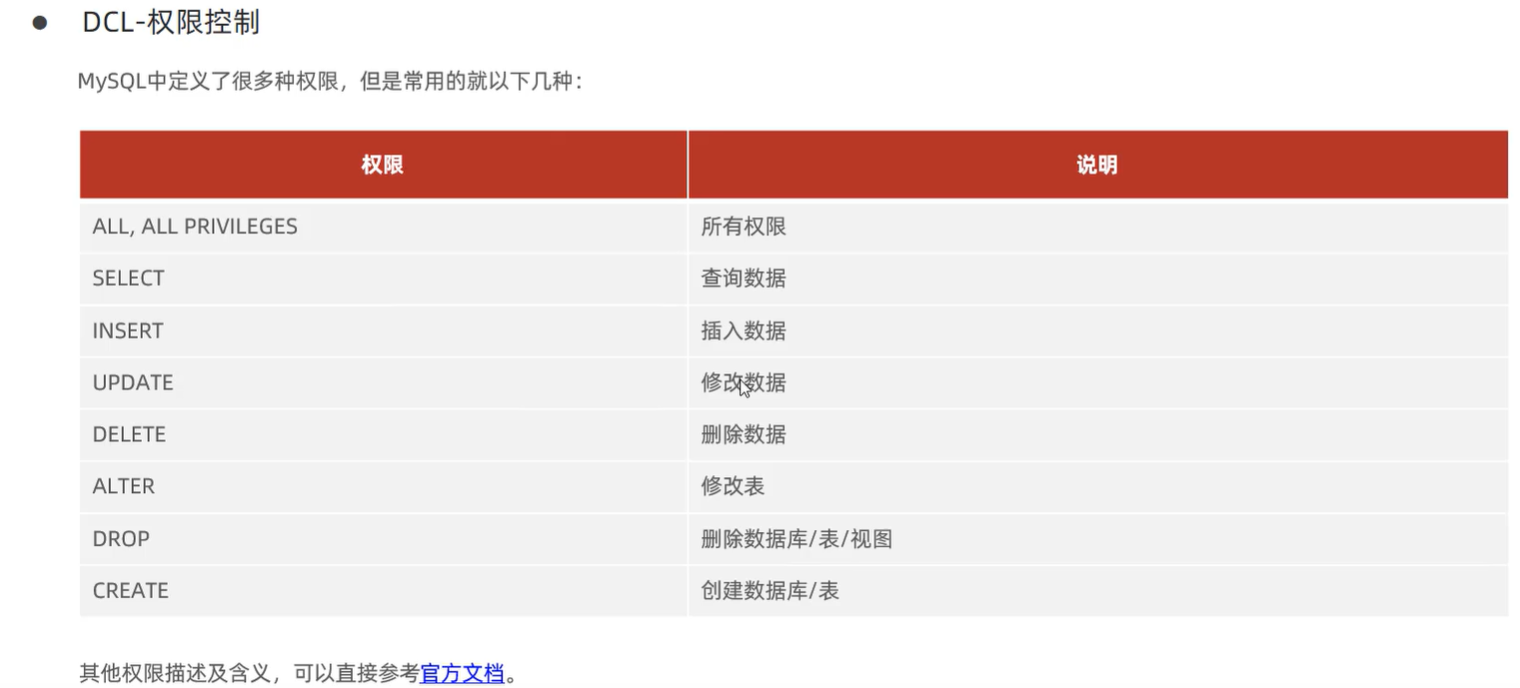 DCL-权限控制
MySQL中定义了很多种权限，但是常用的就以下几种：
权限 说明
ALL, ALL PRIVILEGES 所有权限
SELECT 查询数据
INSERT 插入数据
UPDATE 修改数据
DELETE 删除数据
ALTER 修改表
DROP 删除数据库/表/视图
CREATE 创建数据库/表
其他权限描述及含义，可以直接参考官方文档。